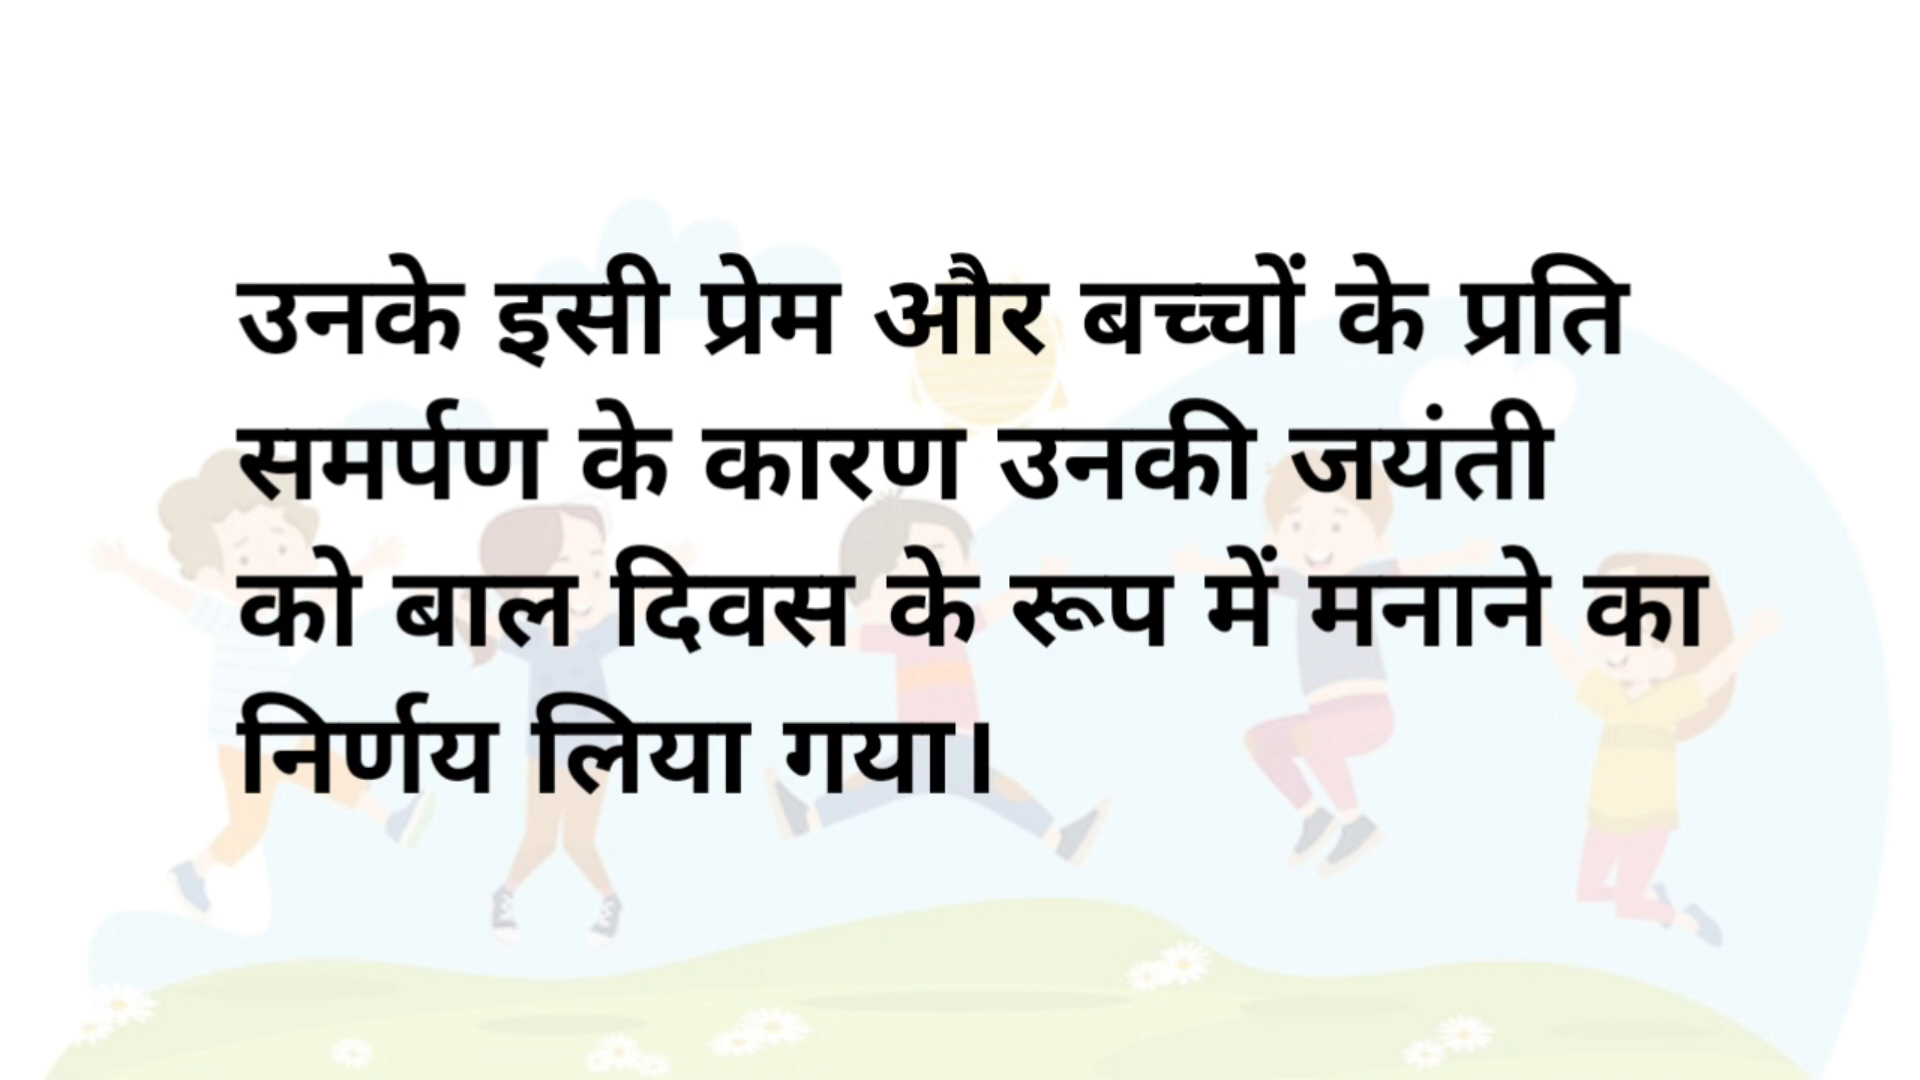 उनके इसी प्रेम और बच्चों के प्रति
समर्पण के कारण उनकी जयंती
को बाल दिवस के रूप में मनाने का
निर्णय लिया गया।